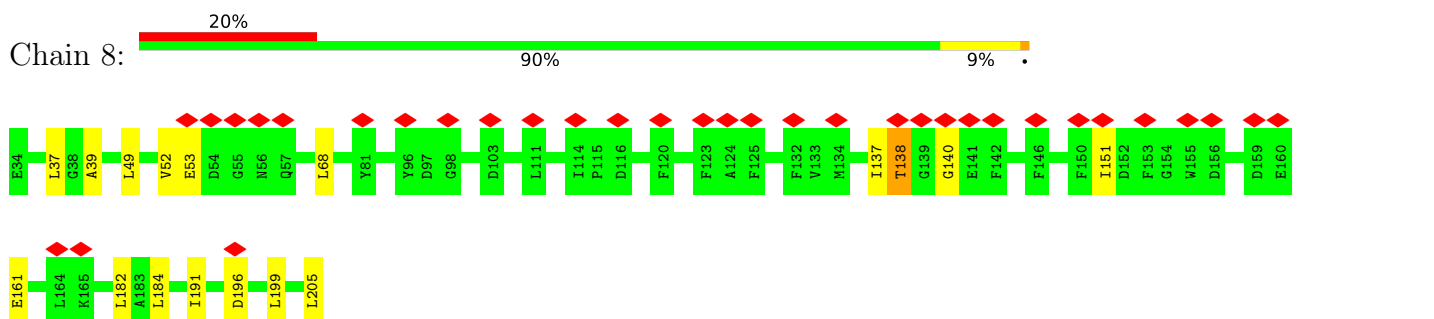 20%
Chain 8:
90% 9% •
E34 L37 G38 A39 L49 V52 E53 D54 G55 N56 Q57 L68 Y81 Y96 D97 G98 D103 L111 I114 P115 D116 F120 F123 A124 F125 F132 V133 M134 I137 T138 G139 G140 E141 F142 F146 F150 I151 D152 F153 G154 W155 D156 D159 E160
E161 L164 K165 L182 A183 L184 I191 D196 L199 L205